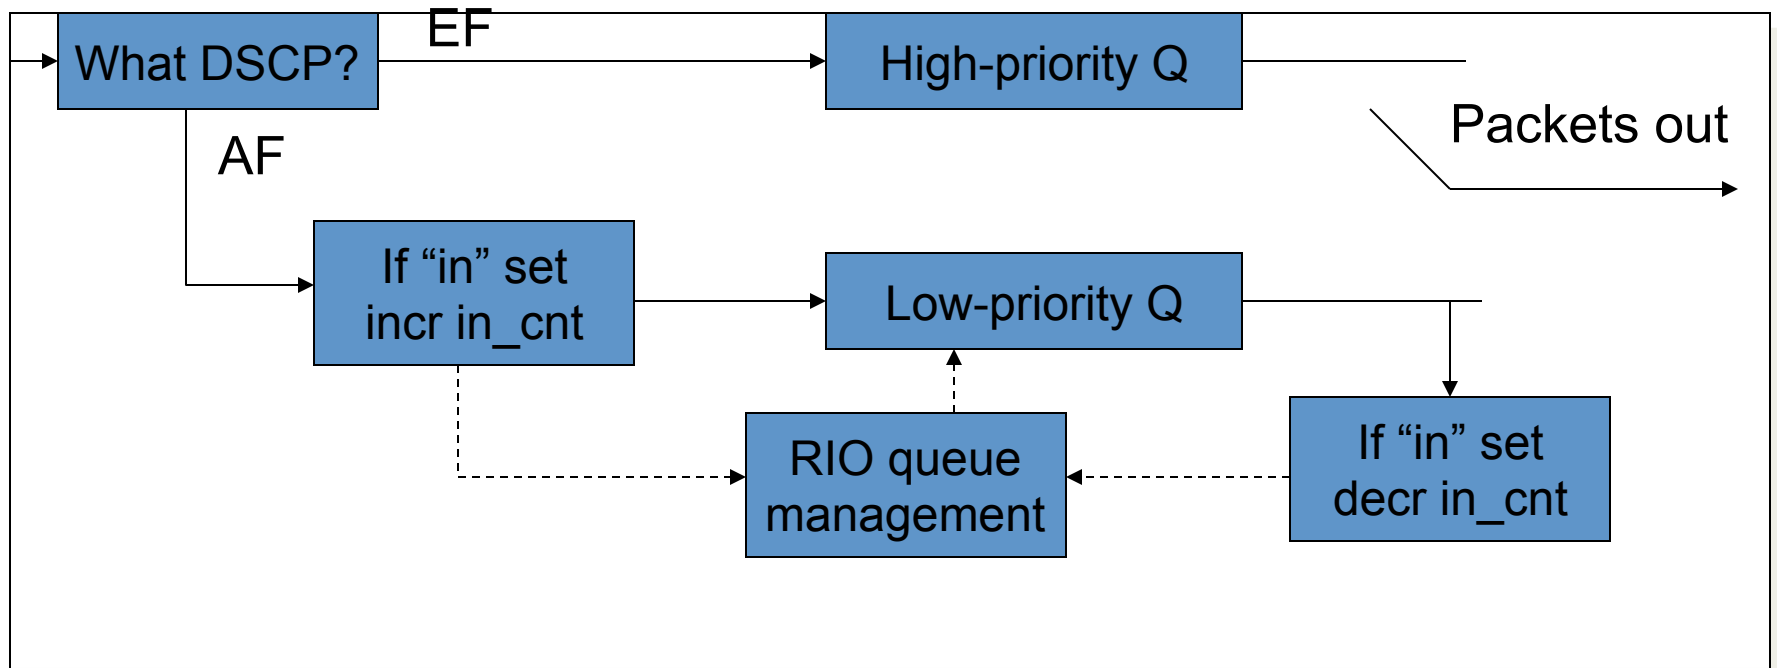 EF
What DSCP?
High-priority Q
Packets out
AF
If “in” set
incr in_cnt
Low-priority Q
RIO queue
management
If “in” set
decr in_cnt